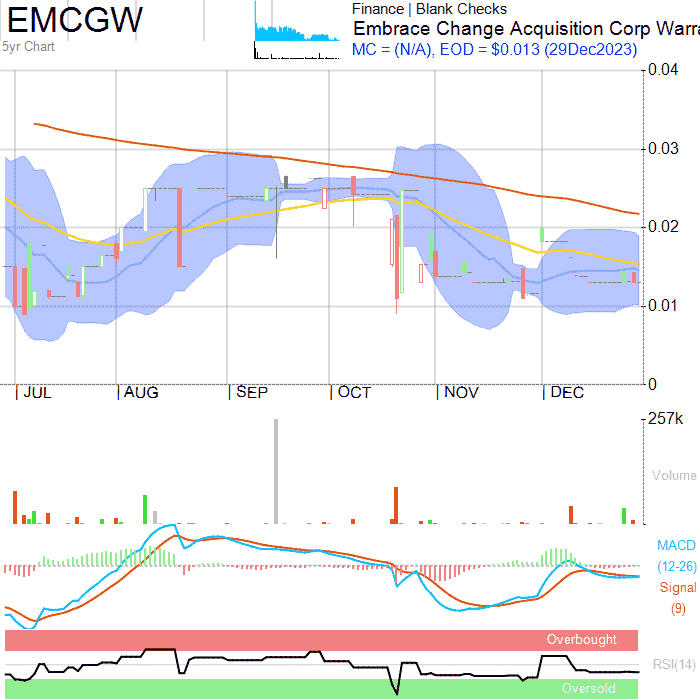 EMCGW
5yr Chart
Finance | Blank Checks
Embrace Change Acquisition Corp Warra
MC = (N/A), EOD = $0.013 (29Dec2023)
0.04
0.03
0.02
0.01
0
JUL AUG SEP OCT NOV DEC
257k
Volume
MACD
(12-26)
Signal
(9)
Overbought
RSI(14)
Oversold